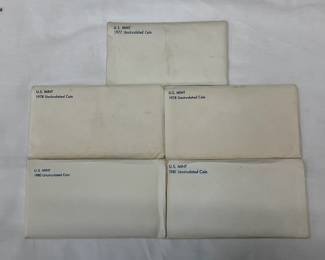 U.S. MINT
1977 Uncirculated Coin
U.S. MINT
1978 Uncirculated Coin
U.S. MINT
1978 Uncirculated Coin
U.S. MINT
1980 Uncirculated Coin
U.S. MINT
1981 Uncirculated Coin